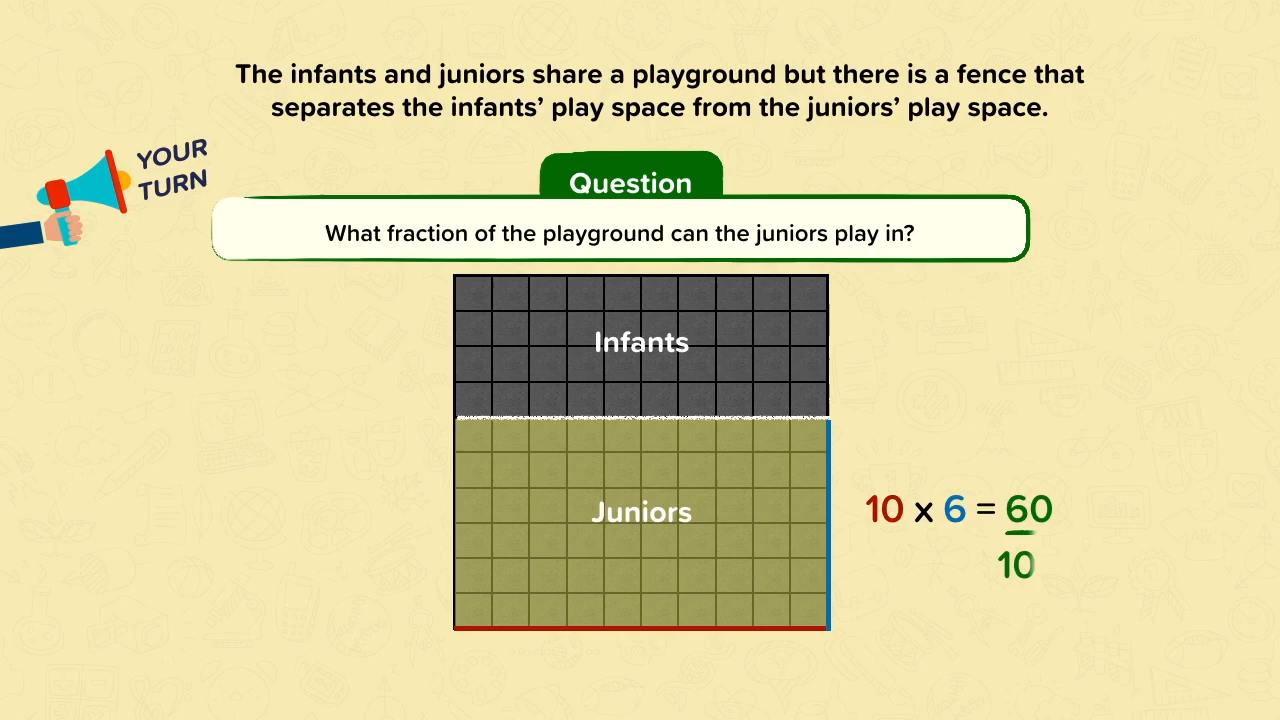 The infants and juniors share a playground but there is a fence that
separates the infants’ play space from the juniors’ play space.
YOUR
TURN
Question
What fraction of the playground can the juniors play in?
Infants
Juniors
10 x 6 = 60
10